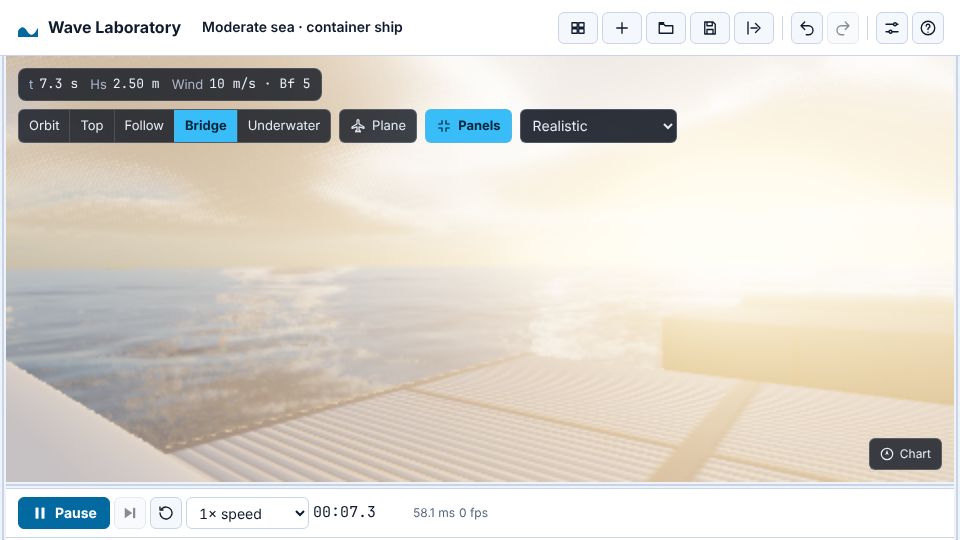 Wave Laboratory
Moderate sea · container ship
t 7.3 s Hs 2.50 m Wind 10 m/s · Bf 5
Orbit Top Follow Bridge Underwater Plane Panels Realistic
Chart
Pause 1× speed 00:07.3 58.1 ms 0 fps